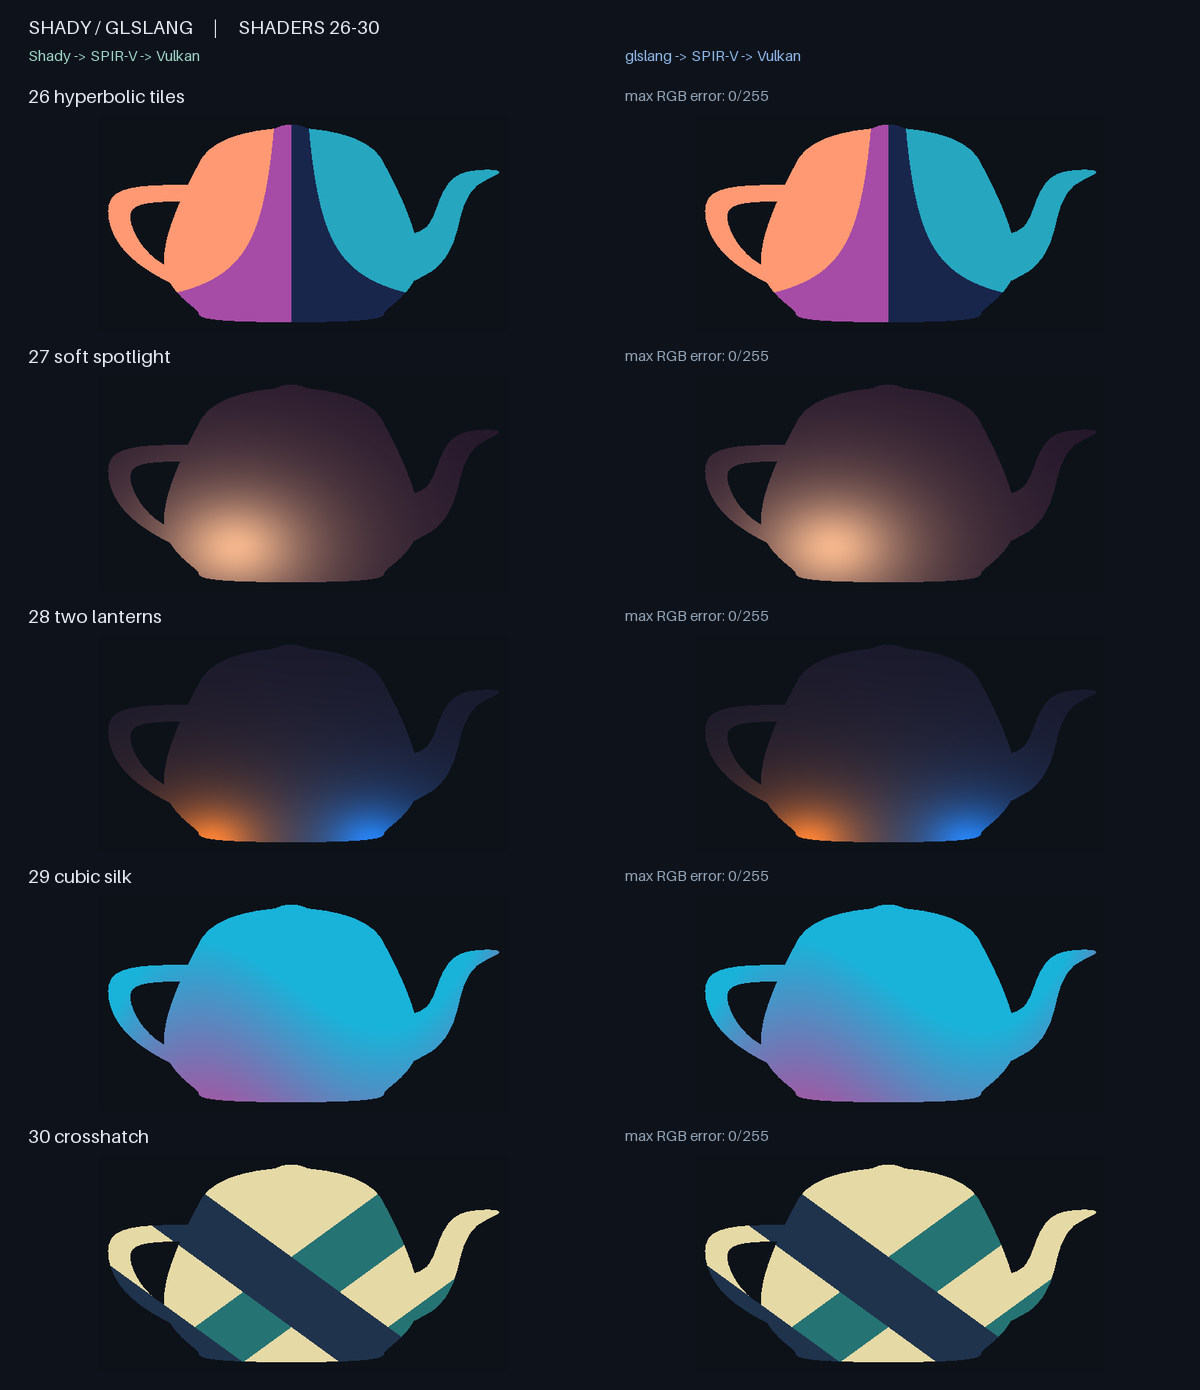 SHADY / GLSLANG | SHADERS 26-30
Shady -> SPIR-V -> Vulkan
glslang -> SPIR-V -> Vulkan
26 hyperbolic tiles
max RGB error: 0/255
27 soft spotlight
max RGB error: 0/255
28 two lanterns
max RGB error: 0/255
29 cubic silk
max RGB error: 0/255
30 crosshatch
max RGB error: 0/255